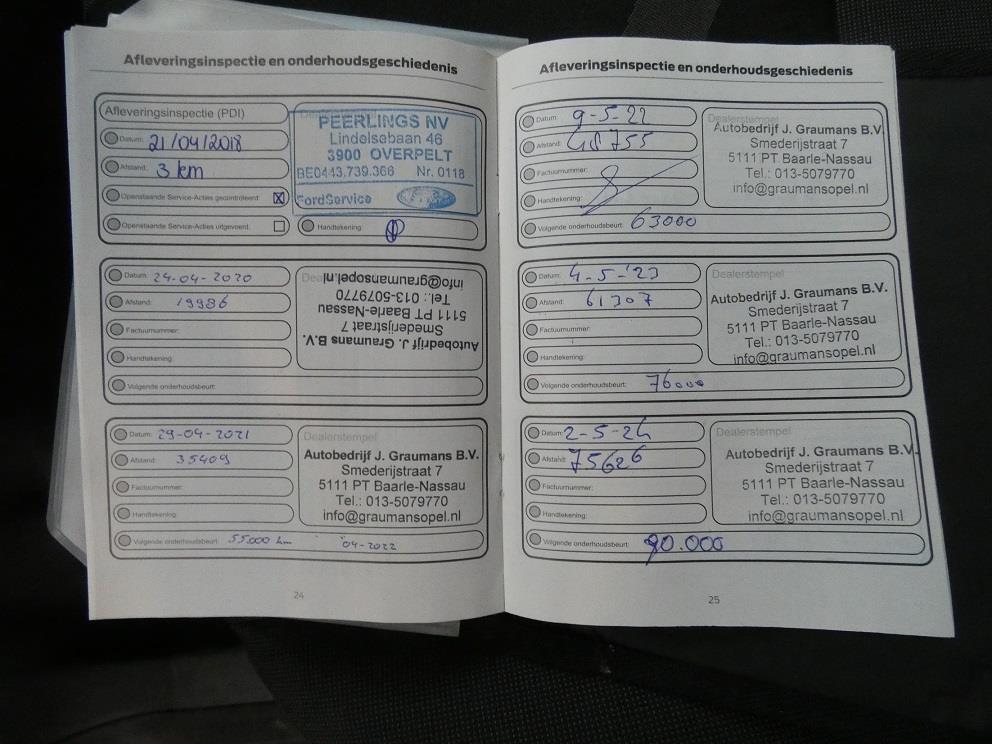 Afleveringsinspectie en onderhoudsgeschiedenis
Afleveringsinspectie (PDI)
Datum: 21/04/2018
Afstand: 3 km
Openstaande Service-Acties gecontroleerd: X
Openstaande Service-Acties uitgevoerd:
PEERLINGS NV
Lindelsebaan 46
3900 OVERPELT
BE0443.739.366 Nr. 0118
FordService
Ford
Handtekening:
Datum: 24-04-2020
Afstand: 19986
Factuurnummer:
Handtekening:
Volgende onderhoudsbeurt:
Autobedrijf J. Graumans B.V.
Smederijstraat 7
5111 PT Baarle-Nassau
Tel.: 013-5079770
info@graumansopel.nl
Datum: 29-04-2021
Afstand: 35409
Factuurnummer:
Handtekening:
Volgende onderhoudsbeurt: 55.000 km 04-2022
Dealerstempel
Autobedrijf J. Graumans B.V.
Smederijstraat 7
5111 PT Baarle-Nassau
Tel.: 013-5079770
info@graumansopel.nl
24
Afleveringsinspectie en onderhoudsgeschiedenis
Datum: 9-5-22
Afstand: 48755
Factuurnummer:
Handtekening:
Volgende onderhoudsbeurt: 63000
Dealerstempel
Autobedrijf J. Graumans B.V.
Smederijstraat 7
5111 PT Baarle-Nassau
Tel.: 013-5079770
info@graumansopel.nl
Datum: 4-5-'23
Afstand: 61307
Factuurnummer:
Handtekening:
Volgende onderhoudsbeurt: 76000
Dealerstempel
Autobedrijf J. Graumans B.V.
Smederijstraat 7
5111 PT Baarle-Nassau
Tel.: 013-5079770
info@graumansopel.nl
Datum: 2-5-24
Afstand: 75626
Factuurnummer:
Handtekening:
Volgende onderhoudsbeurt: 90.000
Dealerstempel
Autobedrijf J. Graumans B.V.
Smederijstraat 7
5111 PT Baarle-Nassau
Tel.: 013-5079770
info@graumansopel.nl
25